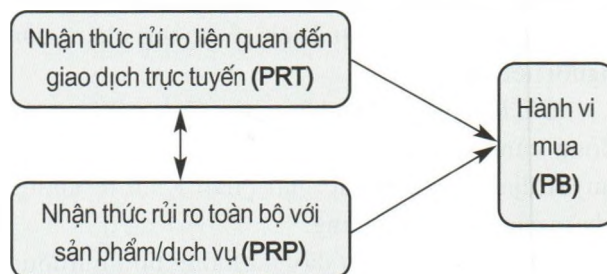 Nhận thức rủi ro liên quan đến
giao dịch trực tuyến (PRT)
Hành vi
mua
(PB)
Nhận thức rủi ro toàn bộ với
sản phẩm/dịch vụ (PRP)